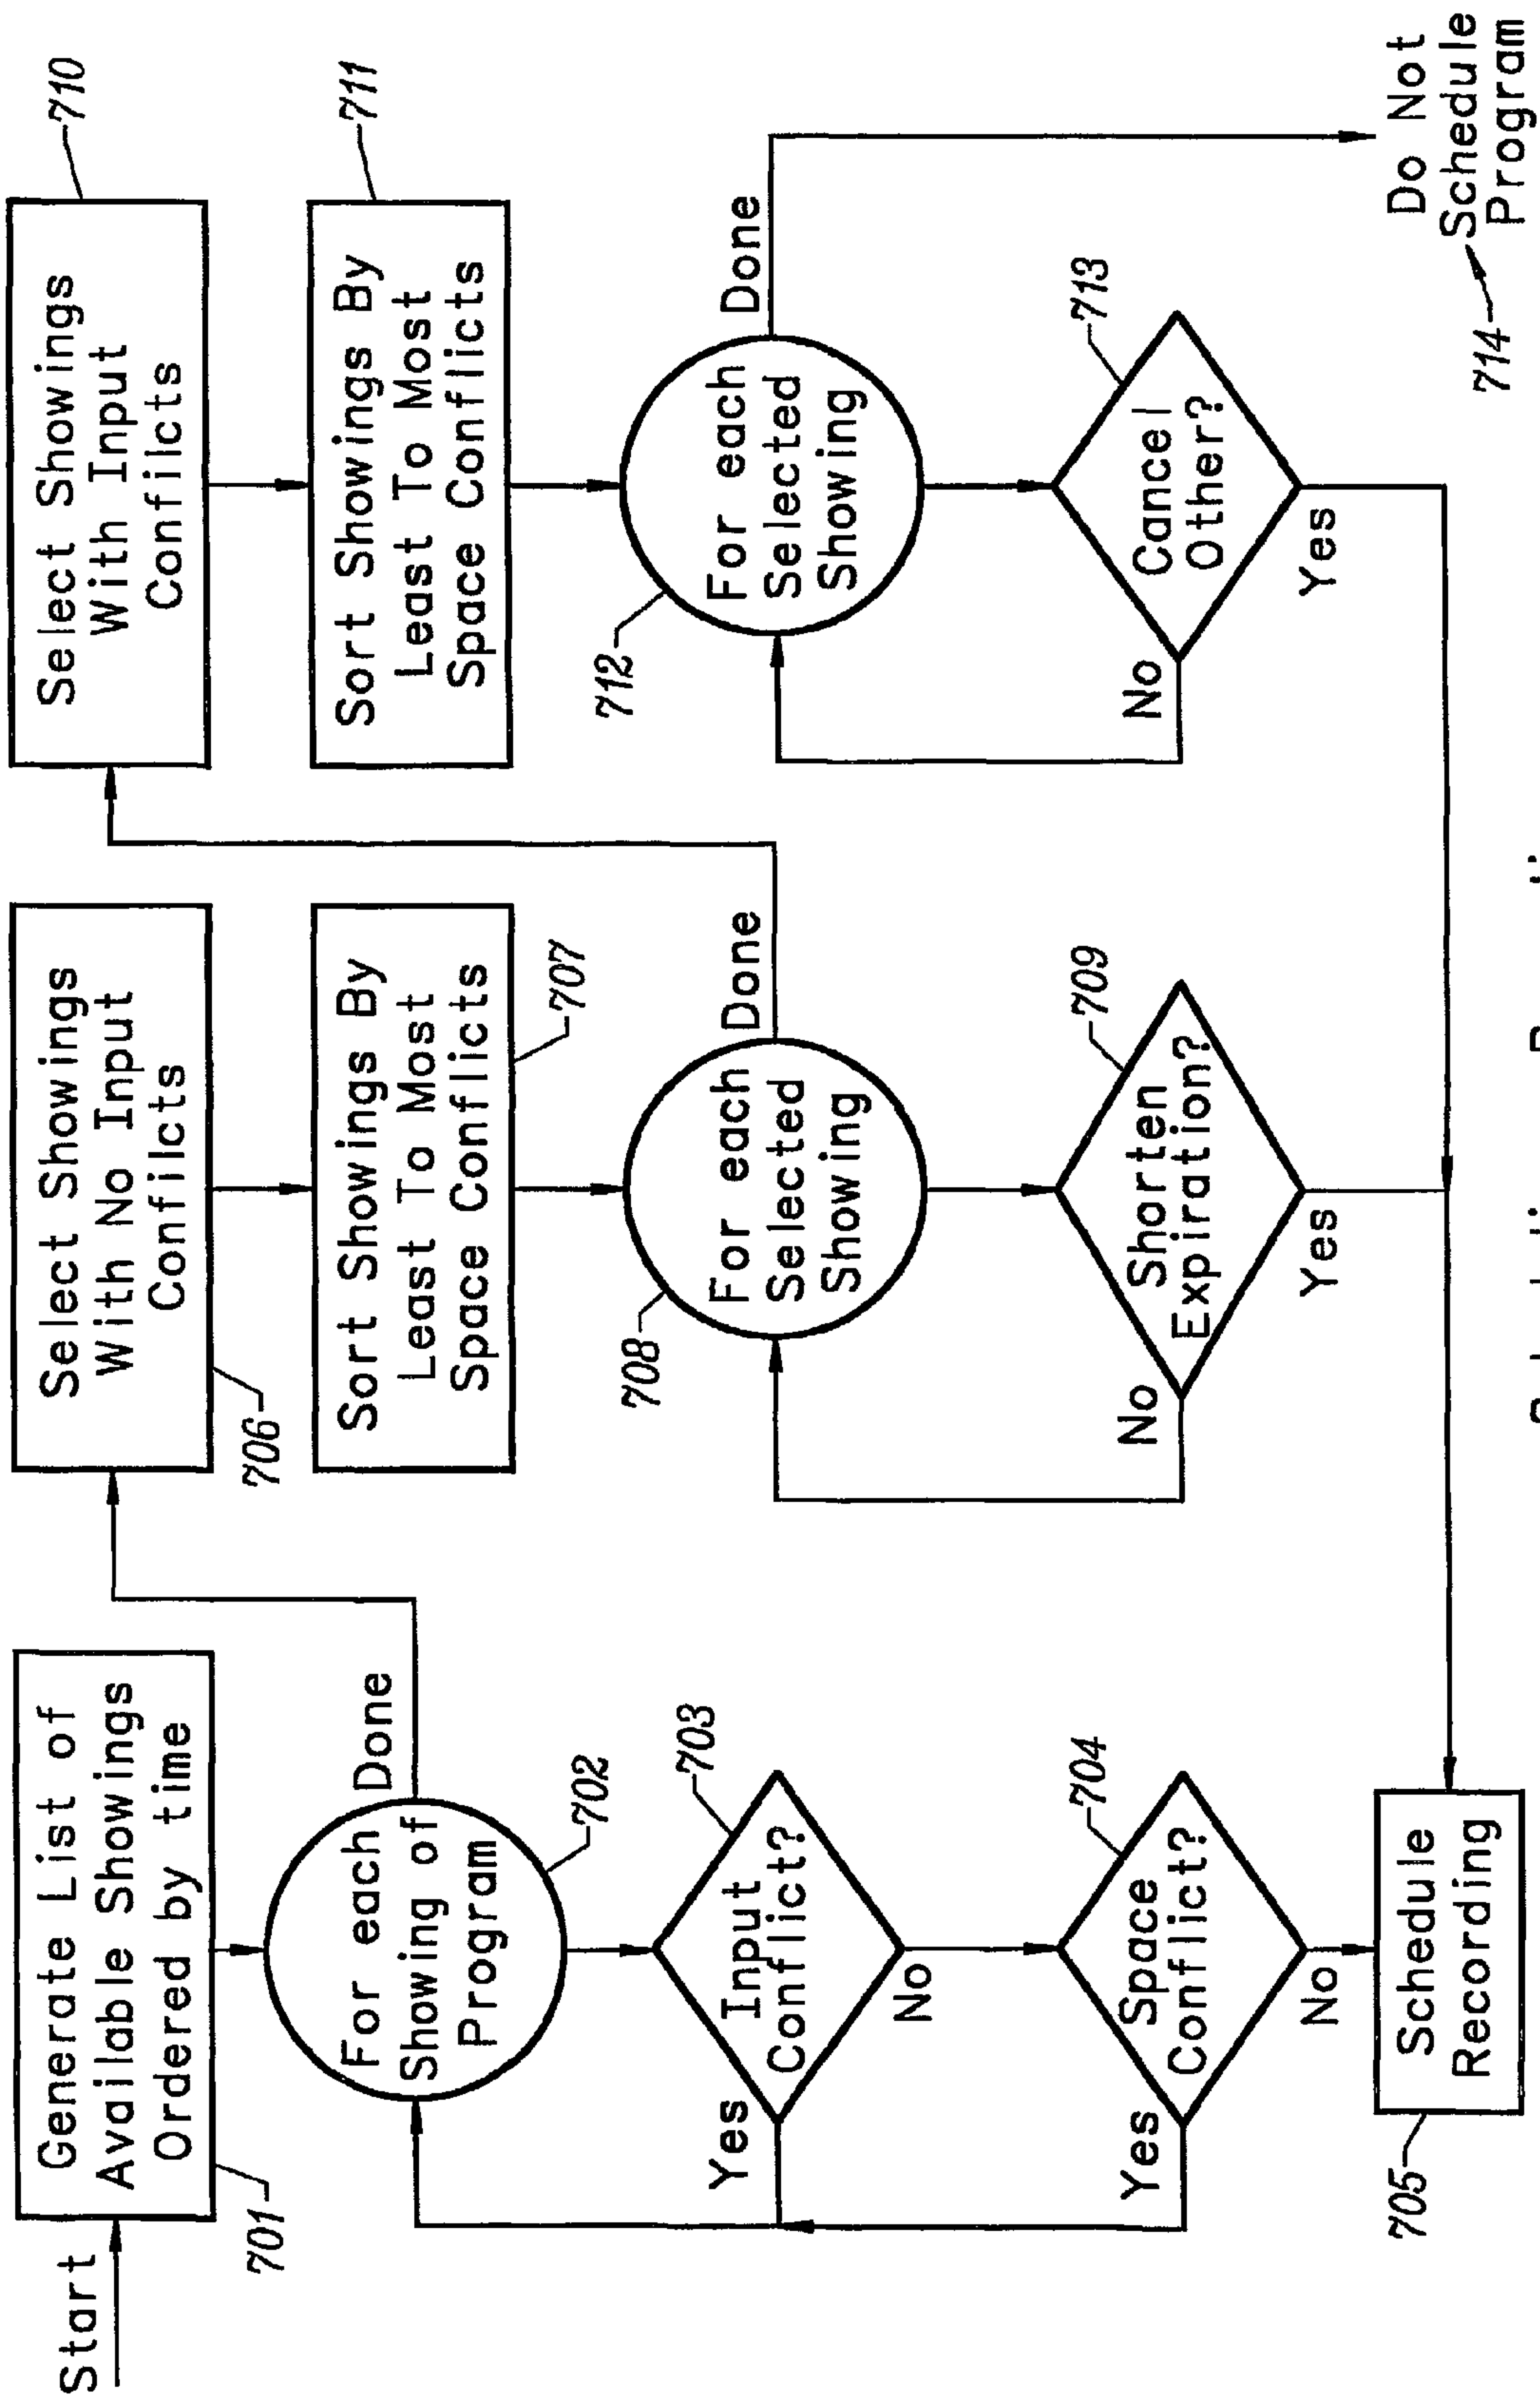 Start
Generate List of
Available Showings
Ordered by time
701
For each
Showing of
Program
Done
702
Input
Conflict?
703
Yes
No
Space
Conflict?
704
Yes
No
Schedule
Recording
705
Select Showings
With No Input
Confilcts
706
Sort Showings By
Least To Most
Space Conflicts
707
For each
Selected
Showing
Done
708
Shorten
Expiration?
709
No
Yes
Select Showings
With Input
Confilcts
710
Sort Showings By
Least To Most
Space Conflicts
711
For each
Selected
Showing
Done
712
Cancel
Other?
713
No
Yes
Do Not
Schedule
Program
714